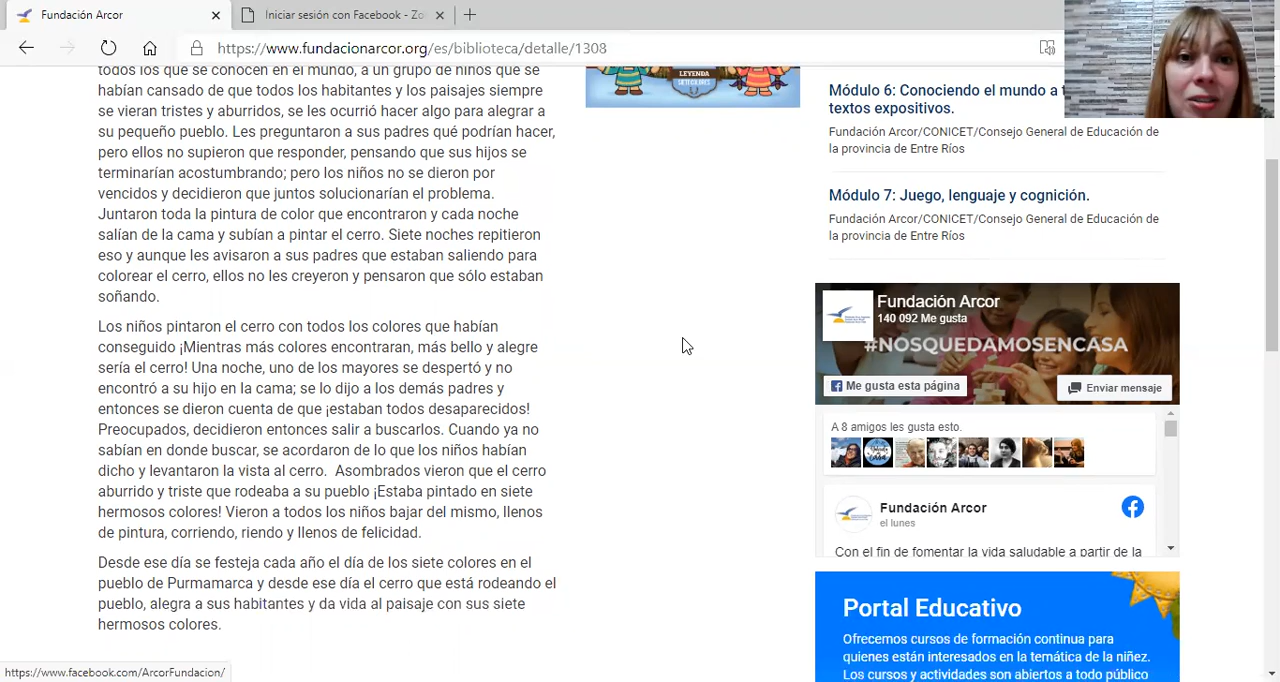 Fundación Arcor
Iniciar sesión con Facebook - Zo
https://www.fundacionarcor.org/es/biblioteca/detalle/1308
todos los que se conocen en el mundo, a un grupo de niños que se
habían cansado de que todos los habitantes y los paisajes siempre
se vieran tristes y aburridos, se les ocurrió hacer algo para alegrar a
su pequeño pueblo. Les preguntaron a sus padres qué podrían hacer,
pero ellos no supieron que responder, pensando que sus hijos se
terminarían acostumbrando; pero los niños no se dieron por
vencidos y decidieron que juntos solucionarían el problema.
Juntaron toda la pintura de color que encontraron y cada noche
salían de la cama y subían a pintar el cerro. Siete noches repitieron
eso y aunque les avisaron a sus padres que estaban saliendo para
colorear el cerro, ellos no les creyeron y pensaron que sólo estaban
soñando.
Los niños pintaron el cerro con todos los colores que habían
conseguido ¡Mientras más colores encontraran, más bello y alegre
sería el cerro! Una noche, uno de los mayores se despertó y no
encontró a su hijo en la cama; se lo dijo a los demás padres y
entonces se dieron cuenta de que ¡estaban todos desaparecidos!
Preocupados, decidieron entonces salir a buscarlos. Cuando ya no
sabían en donde buscar, se acordaron de lo que los niños habían
dicho y levantaron la vista al cerro. Asombrados vieron que el cerro
aburrido y triste que rodeaba a su pueblo ¡Estaba pintado en siete
hermosos colores! Vieron a todos los niños bajar del mismo, llenos
de pintura, corriendo, riendo y llenos de felicidad.
Desde ese día se festeja cada año el día de los siete colores en el
pueblo de Purmamarca y desde ese día el cerro que está rodeando el
pueblo, alegra a sus habitantes y da vida al paisaje con sus siete
hermosos colores.
LEYENDA
Módulo 6: Conociendo el mundo a t
textos expositivos.
Fundación Arcor/CONICET/Consejo General de Educación de
la provincia de Entre Ríos
Módulo 7: Juego, lenguaje y cognición.
Fundación Arcor/CONICET/Consejo General de Educación de
la provincia de Entre Ríos
Fundación Arcor
140 092 Me gusta
#NOSQUEDAMOSENCASA
Me gusta esta página
Enviar mensaje
A 8 amigos les gusta esto.
Fundación Arcor
el lunes
Con el fin de fomentar la vida saludable a partir de la
Portal Educativo
Ofrecemos cursos de formación continua para
quienes están interesados en la temática de la niñez.
Los cursos y actividades son abiertos a todo público
https://www.facebook.com/ArcorFundacion/